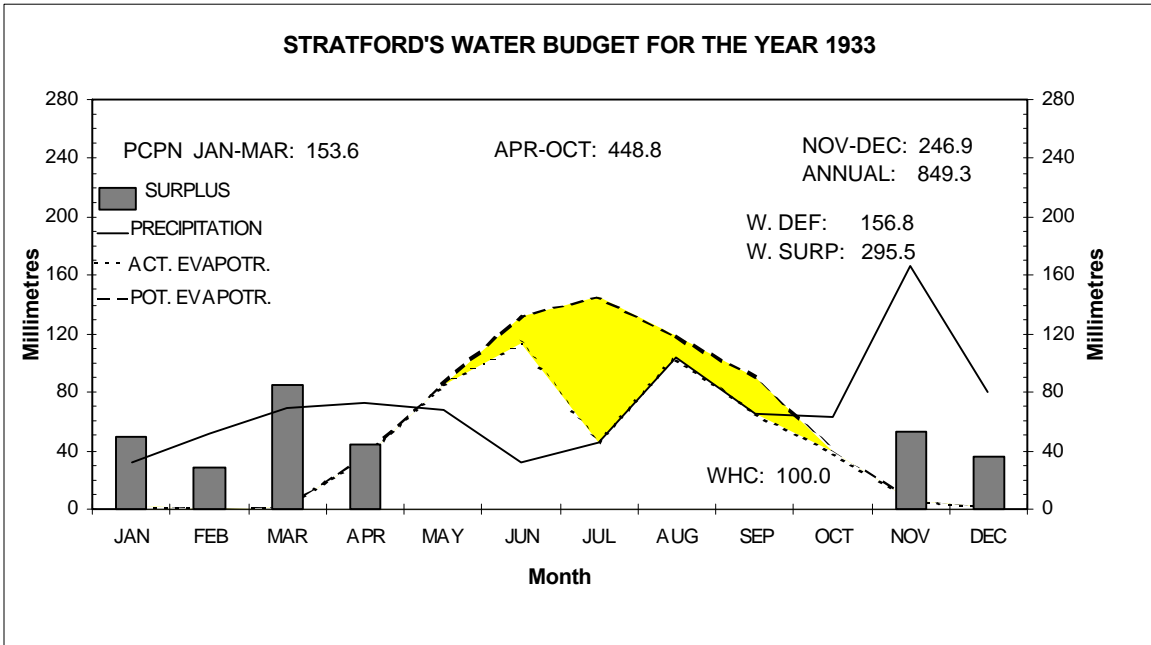 STRATFORD'S WATER BUDGET FOR THE YEAR 1933
280
240
200
160
120
80
40
0
Millimetres
PCPN JAN-MAR: 153.6
APR-OCT: 448.8
NOV-DEC: 246.9
ANNUAL: 849.3
SURPLUS
PRECIPITATION
ACT. EVAPOTR.
POT. EVAPOTR.
W. DEF: 156.8
W. SURP: 295.5
WHC: 100.0
280
240
200
160
120
80
40
0
Millimetres
JAN FEB MAR APR MAY JUN JUL AUG SEP OCT NOV DEC
Month